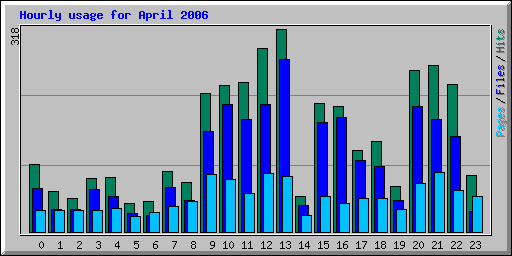 Hourly usage for April 2006
318
Pages / Files / Hits
0 1 2 3 4 5 6 7 8 9 10 11 12 13 14 15 16 17 18 19 20 21 22 23